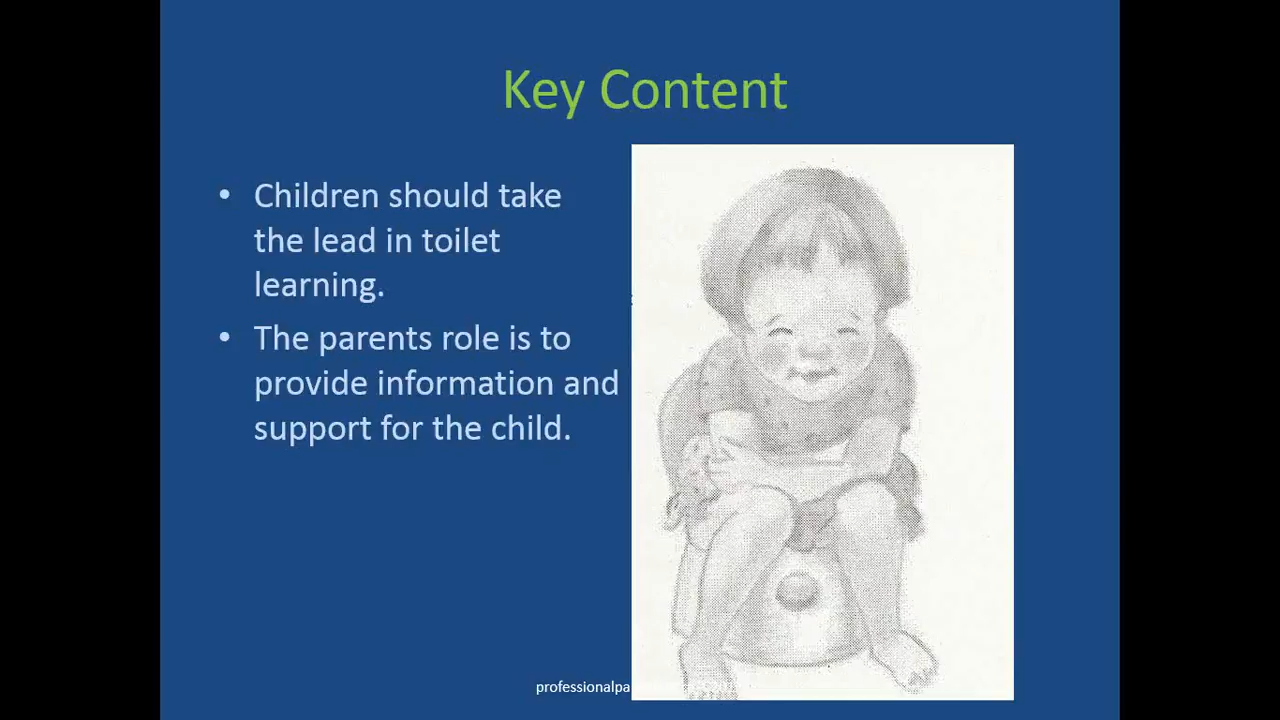 Key Content
• Children should take
the lead in toilet
learning.
• The parents role is to
provide information and
support for the child.
professionalpa